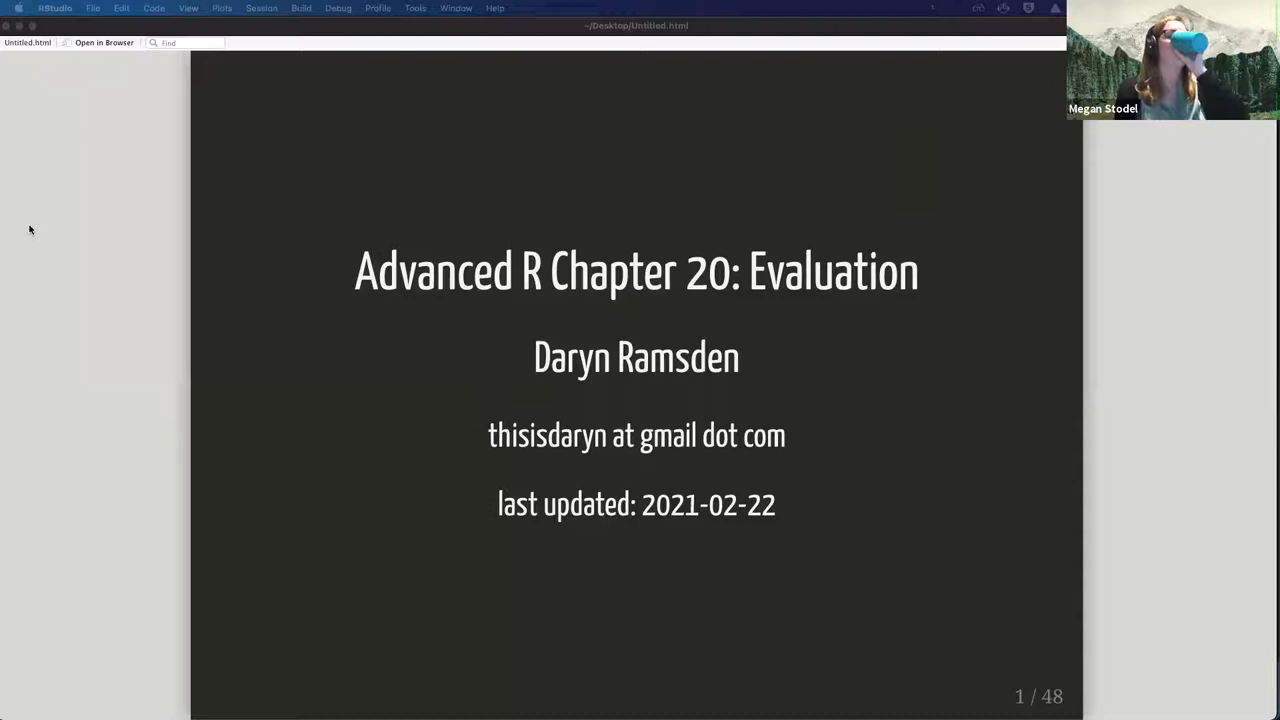 RStudio File Edit Code View Plots Session Build Debug Profile Tools Window Help
~/Desktop/Untitled.html
Untitled.html Open in Browser Find
Megan Stodel
Advanced R Chapter 20: Evaluation
Daryn Ramsden
thisisdaryn at gmail dot com
last updated: 2021-02-22
1 / 48